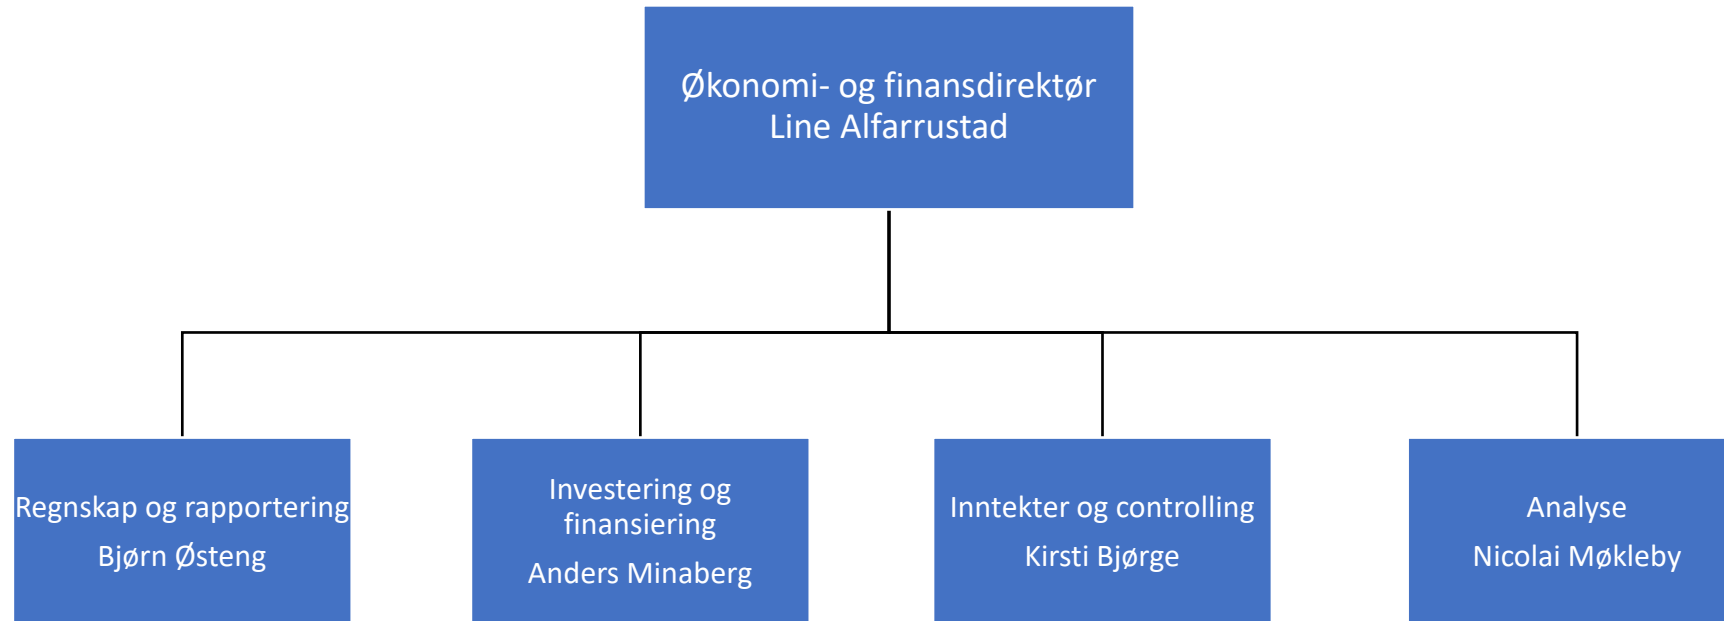 Økonomi- og finansdirektør
Line Alfarrustad
Regnskap og rapportering
Bjørn Østeng
Investering og
finansiering
Anders Minaberg
Inntekter og controlling
Kirsti Bjørge
Analyse
Nicolai Møkleby